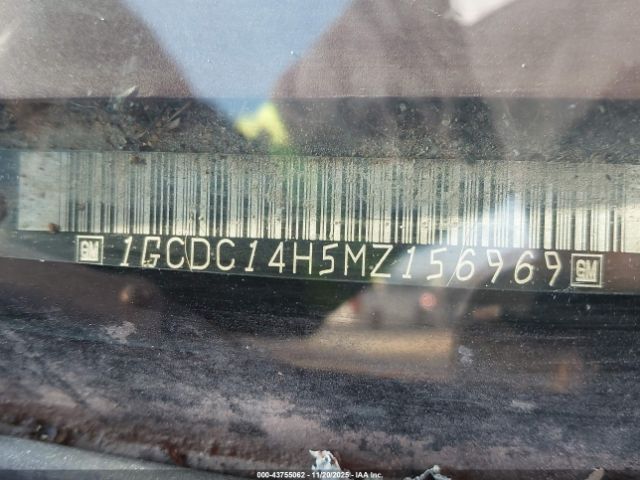 GM 1GCDC14H5MZ156969 GM
000-43755062 - 11/20/2025 - IAA Inc.